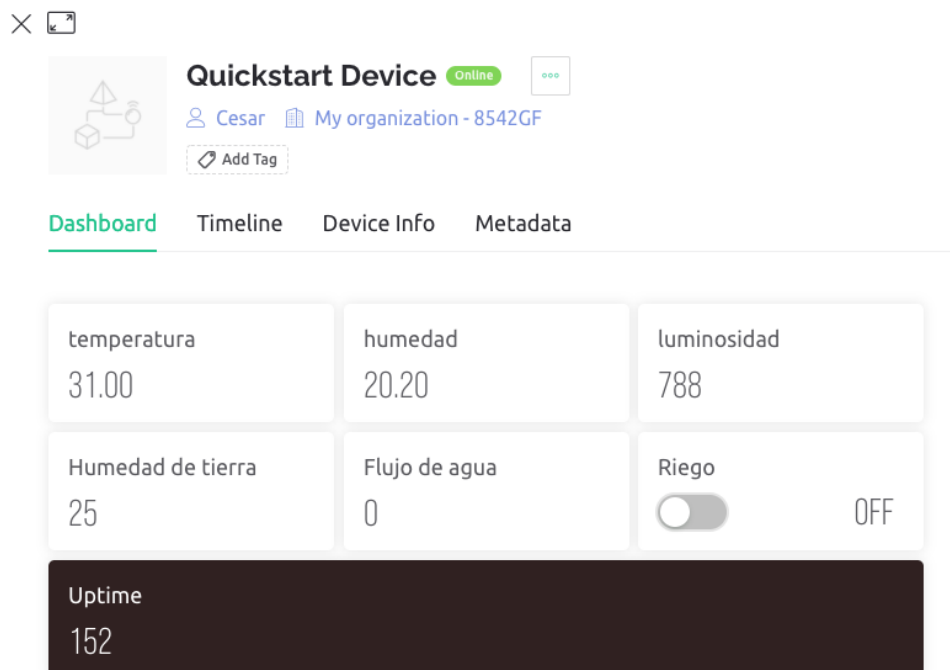 Quickstart Device Online
Cesar My organization - 8542GF
Add Tag
Dashboard Timeline Device Info Metadata
temperatura humedad luminosidad
31.00 20.20 788
Humedad de tierra Flujo de agua Riego
25 0 OFF
Uptime
152